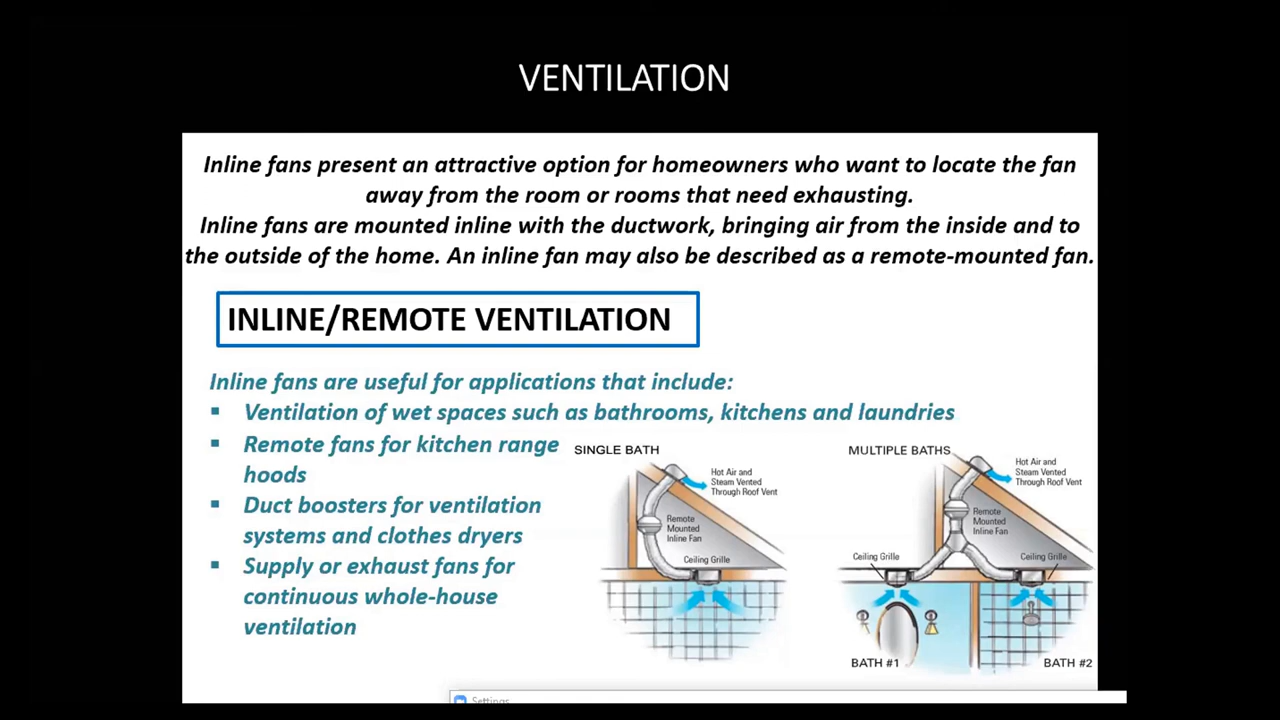 VENTILATION
Inline fans present an attractive option for homeowners who want to locate the fan
away from the room or rooms that need exhausting.
Inline fans are mounted inline with the ductwork, bringing air from the inside and to
the outside of the home. An inline fan may also be described as a remote-mounted fan.
INLINE/REMOTE VENTILATION
Inline fans are useful for applications that include:
▪ Ventilation of wet spaces such as bathrooms, kitchens and laundries
▪ Remote fans for kitchen range
hoods
▪ Duct boosters for ventilation
systems and clothes dryers
▪ Supply or exhaust fans for
continuous whole-house
ventilation
SINGLE BATH
Hot Air and
Steam Vented
Through Roof Vent
Remote
Mounted
Inline Fan
Ceiling Grille
MULTIPLE BATHS
Hot Air and
Steam Vented
Through Roof Vent
Remote
Mounted
Inline Fan
Ceiling Grille
Ceiling Grille
BATH #1
BATH #2
Settings